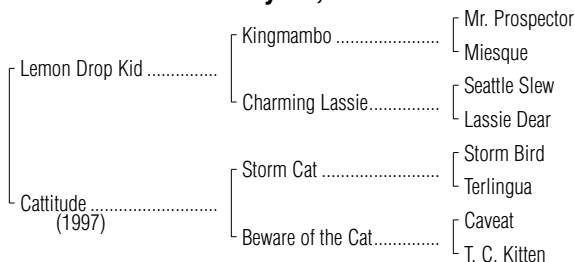 Mr. Prospector
Kingmambo ..................
Miesque
Lemon Drop Kid ...............
Seattle Slew
Charming Lassie...............
Lassie Dear
Storm Bird
Storm Cat .........................
Terlingua
Cattitude ...........................
(1997)
Caveat
Beware of the Cat..............
T. C. Kitten